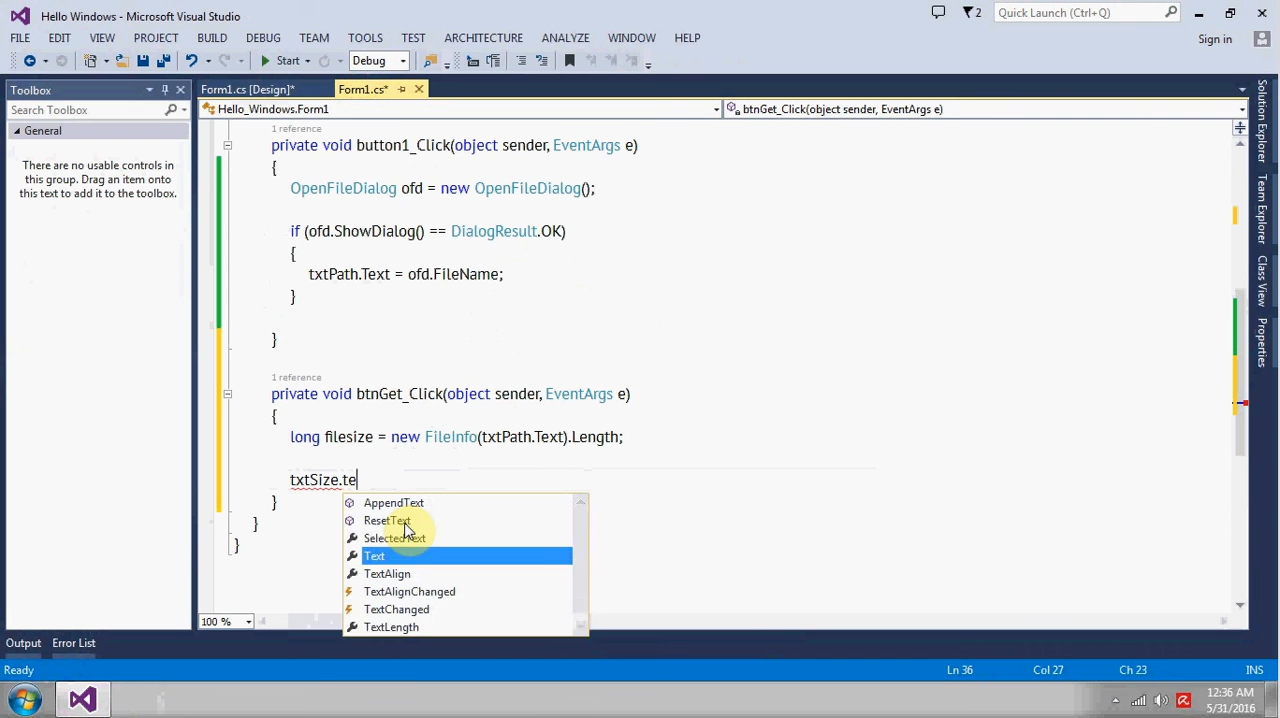 Hello Windows - Microsoft Visual Studio
2
Quick Launch (Ctrl+Q)
FILE EDIT VIEW PROJECT BUILD DEBUG TEAM TOOLS TEST ARCHITECTURE ANALYZE WINDOW HELP
Sign in
Start
Debug
Toolbox
Form1.cs [Design]*
Form1.cs*
Search Toolbox
Hello_Windows.Form1
btnGet_Click(object sender, EventArgs e)
General
There are no usable controls in
this group. Drag an item onto
this text to add it to the toolbox.
1 reference
private void button1_Click(object sender, EventArgs e)
{
OpenFileDialog ofd = new OpenFileDialog();
if (ofd.ShowDialog() == DialogResult.OK)
{
txtPath.Text = ofd.FileName;
}
}
1 reference
private void btnGet_Click(object sender, EventArgs e)
{
long filesize = new FileInfo(txtPath.Text).Length;
txtSize.te
}
}
}
AppendText
ResetText
SelectedText
Text
TextAlign
TextAlignChanged
TextChanged
TextLength
Solution Explorer
Team Explorer
Class View
Properties
100 %
Output
Error List
Ready
Ln 36
Col 27
Ch 23
INS
12:36 AM
5/31/2016